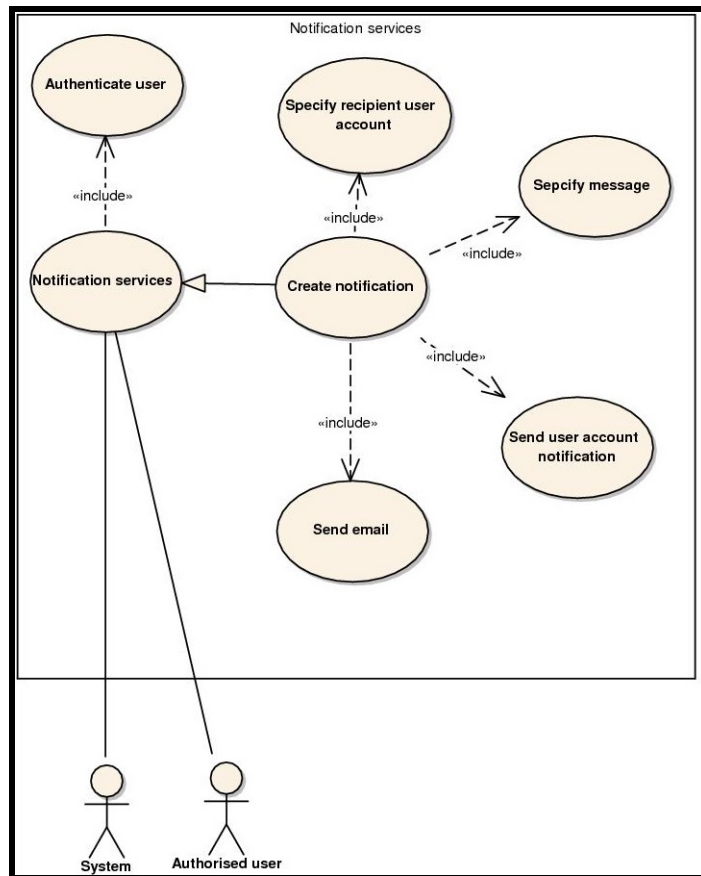 Notification services
Authenticate user
Specify recipient user
account
Sepcify message
«include»
«include»
«include»
Notification services
Create notification
«include»
«include»
Send user account
notification
Send email
System
Authorised user